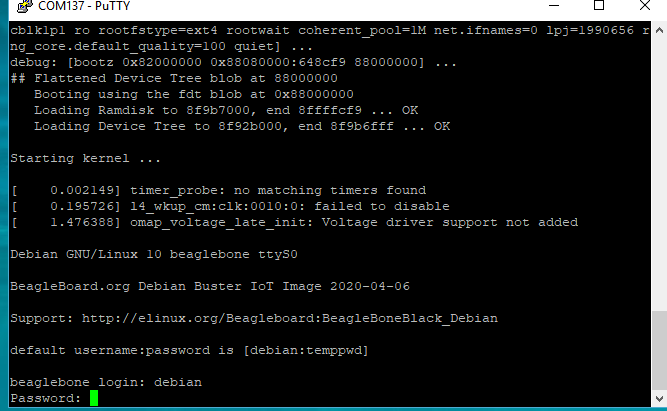 COM137 - PuTTY
cblk1p1 ro rootfstype=ext4 rootwait coherent_pool=1M net.ifnames=0 lpj=1990656 r
ng_core.default_quality=100 quiet] ...
debug: [bootz 0x82000000 0x88080000:648cf9 88000000] ...
## Flattened Device Tree blob at 88000000
   Booting using the fdt blob at 0x88000000
   Loading Ramdisk to 8f9b7000, end 8ffffcf9 ... OK
   Loading Device Tree to 8f92b000, end 8f9b6fff ... OK
Starting kernel ...
[    0.002149] timer_probe: no matching timers found
[    0.195726] l4_wkup_cm:clk:0010:0: failed to disable
[    1.476388] omap_voltage_late_init: Voltage driver support not added
Debian GNU/Linux 10 beaglebone ttyS0
BeagleBoard.org Debian Buster IoT Image 2020-04-06
Support: http://elinux.org/Beagleboard:BeagleBoneBlack_Debian
default username:password is [debian:temppwd]
beaglebone login: debian
Password: